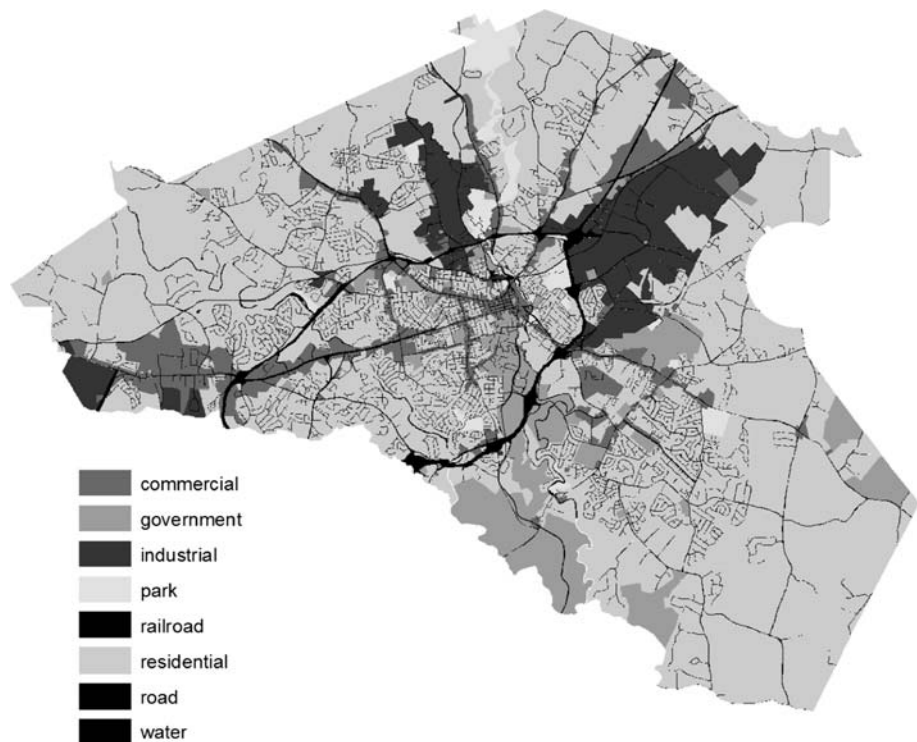 commercial
government
industrial
park
railroad
residential
road
water